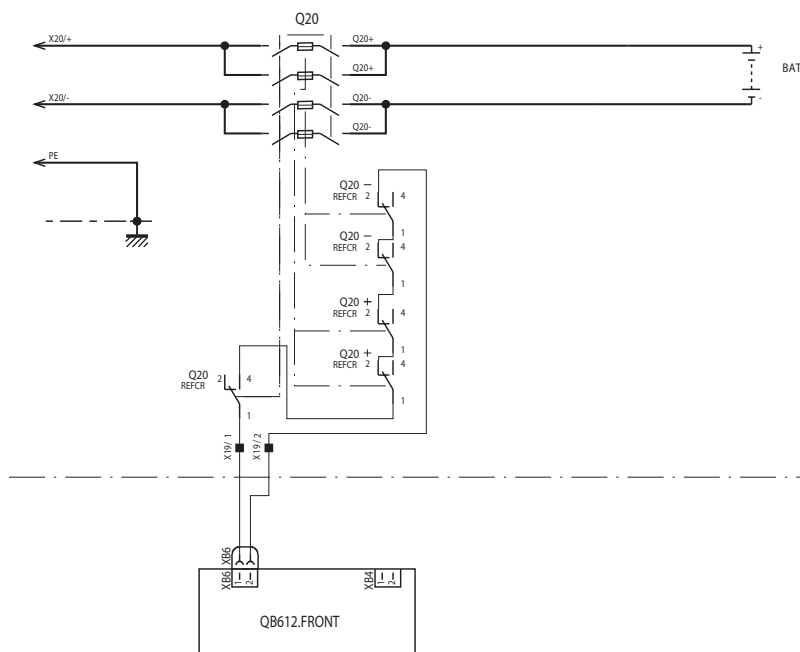 Q20
X20/+
Q20+
Q20+
+
BAT
X20/-
Q20-
-
Q20-
PE
Q20 –
REFCR 2 4
1
Q20 –
REFCR 2 4
1
Q20 +
REFCR 2 4
1
Q20 +
REFCR 2 4
1
Q20 2 4
REFCR
1
X19/ 1
X19/ 2
XB6
XB6
1
2
XB4
1
2
QB612.FRONT